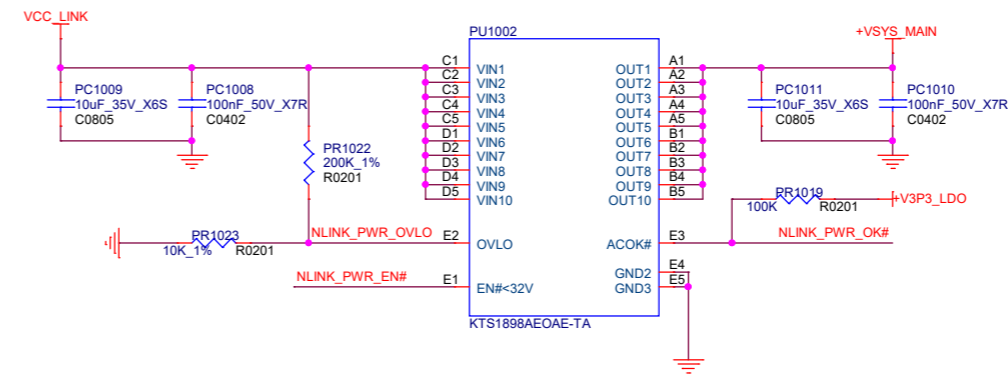 VCC_LINK
+VSYS_MAIN
PU1002
C1 VIN1 OUT1 A1
C2 VIN2 OUT2 A2
C3 VIN3 OUT3 A3
C4 VIN4 OUT4 A4
C5 VIN5 OUT5 A5
D1 VIN6 OUT6 B1
D2 VIN7 OUT7 B2
D3 VIN8 OUT8 B3
D4 VIN9 OUT9 B4
D5 VIN10 OUT10 B5
PC1009
10uF_35V_X6S
C0805
PC1008
100nF_50V_X7R
C0402
PC1011
10uF_35V_X6S
C0805
PC1010
100nF_50V_X7R
C0402
PR1022
200K_1%
R0201
PR1019
100K R0201
+V3P3_LDO
NLINK_PWR_OVLO E2 OVLO
PR1023
10K_1% R0201
ACOK# E3 NLINK_PWR_OK#
NLINK_PWR_EN# E1 EN#<32V
GND2 E4
GND3 E5
KTS1898AEOAE-TA